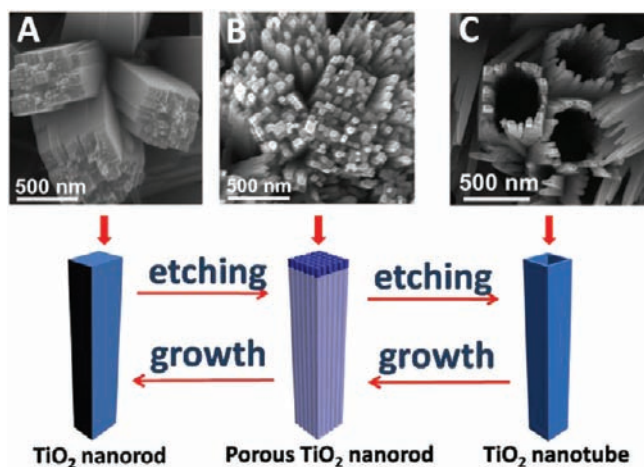 A
B
C
500 nm
500 nm
500 nm
etching
etching
growth
growth
TiO₂ nanorod
Porous TiO₂ nanorod
TiO₂ nanotube